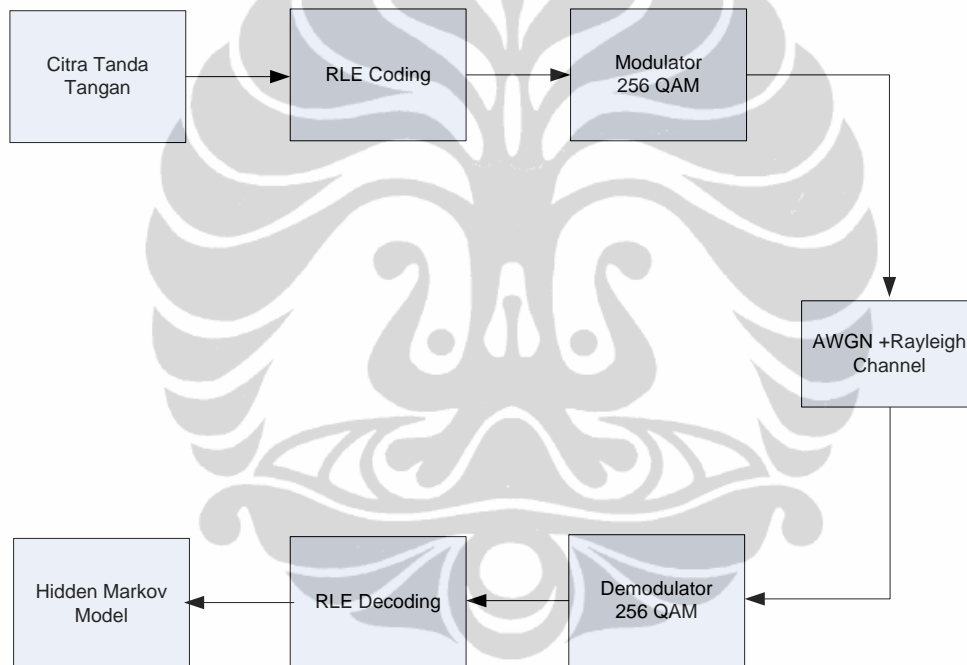 Citra Tanda
Tangan
RLE Coding
Modulator
256 QAM
AWGN +Rayleigh
Channel
Demodulator
256 QAM
RLE Decoding
Hidden Markov
Model